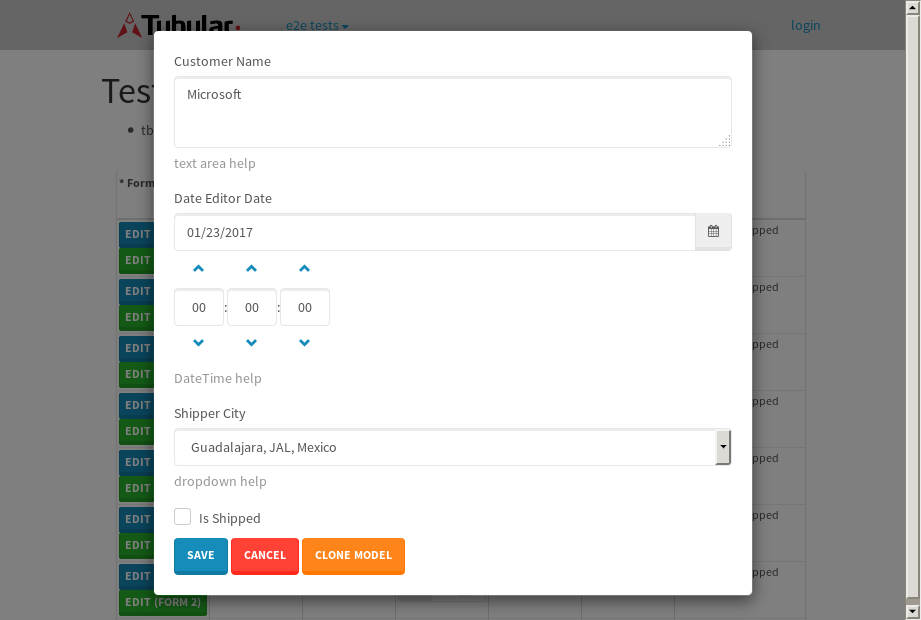 Tubular.
e2e tests
login
Test
tb
* Form
Customer Name
Microsoft
text area help
Date Editor Date
01/23/2017
00 : 00 : 00
DateTime help
Shipper City
Guadalajara, JAL, Mexico
dropdown help
Is Shipped
SAVE
CANCEL
CLONE MODEL
EDIT
pped
EDIT
EDIT
pped
EDIT
EDIT
pped
EDIT
EDIT
pped
EDIT
EDIT
pped
EDIT
EDIT
pped
EDIT
EDIT
pped
EDIT (FORM 2)